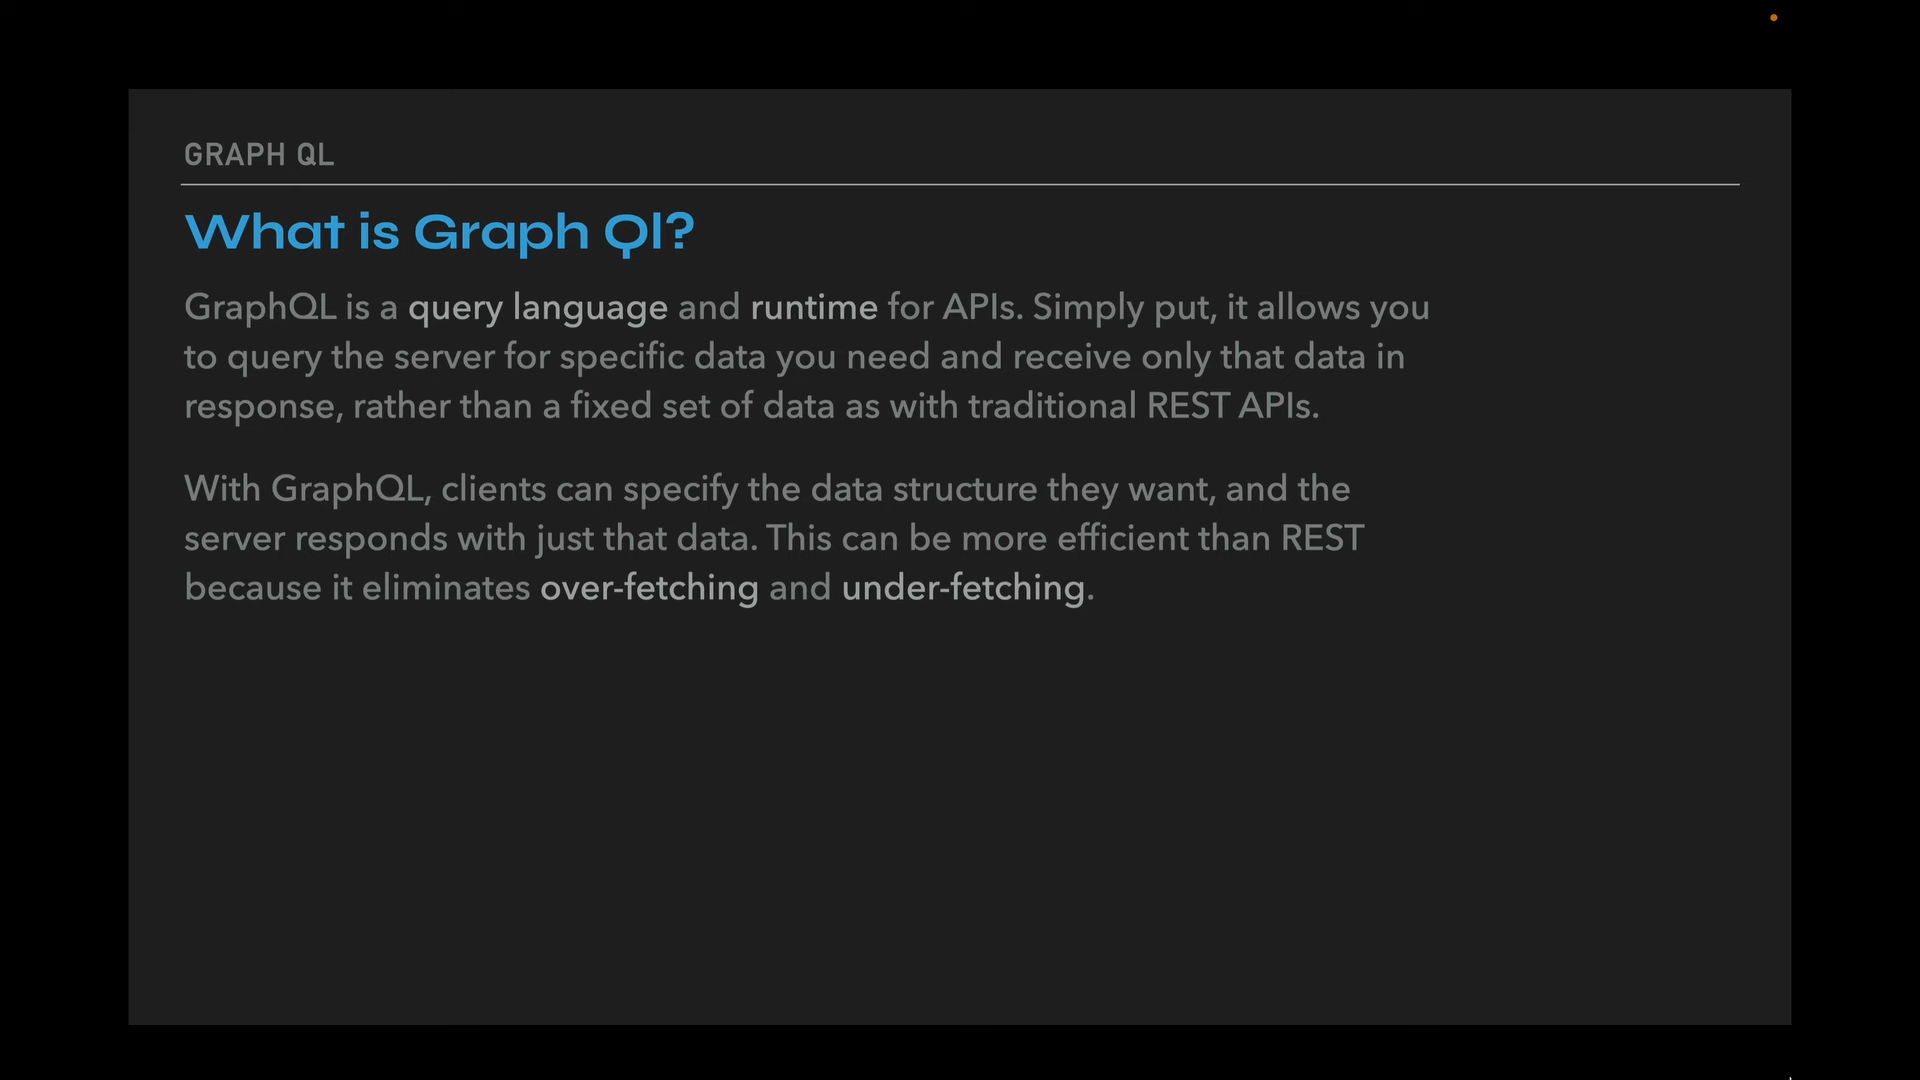 GRAPH QL
What is Graph Ql?
GraphQL is a query language and runtime for APIs. Simply put, it allows you
to query the server for specific data you need and receive only that data in
response, rather than a fixed set of data as with traditional REST APIs.
With GraphQL, clients can specify the data structure they want, and the
server responds with just that data. This can be more efficient than REST
because it eliminates over-fetching and under-fetching.